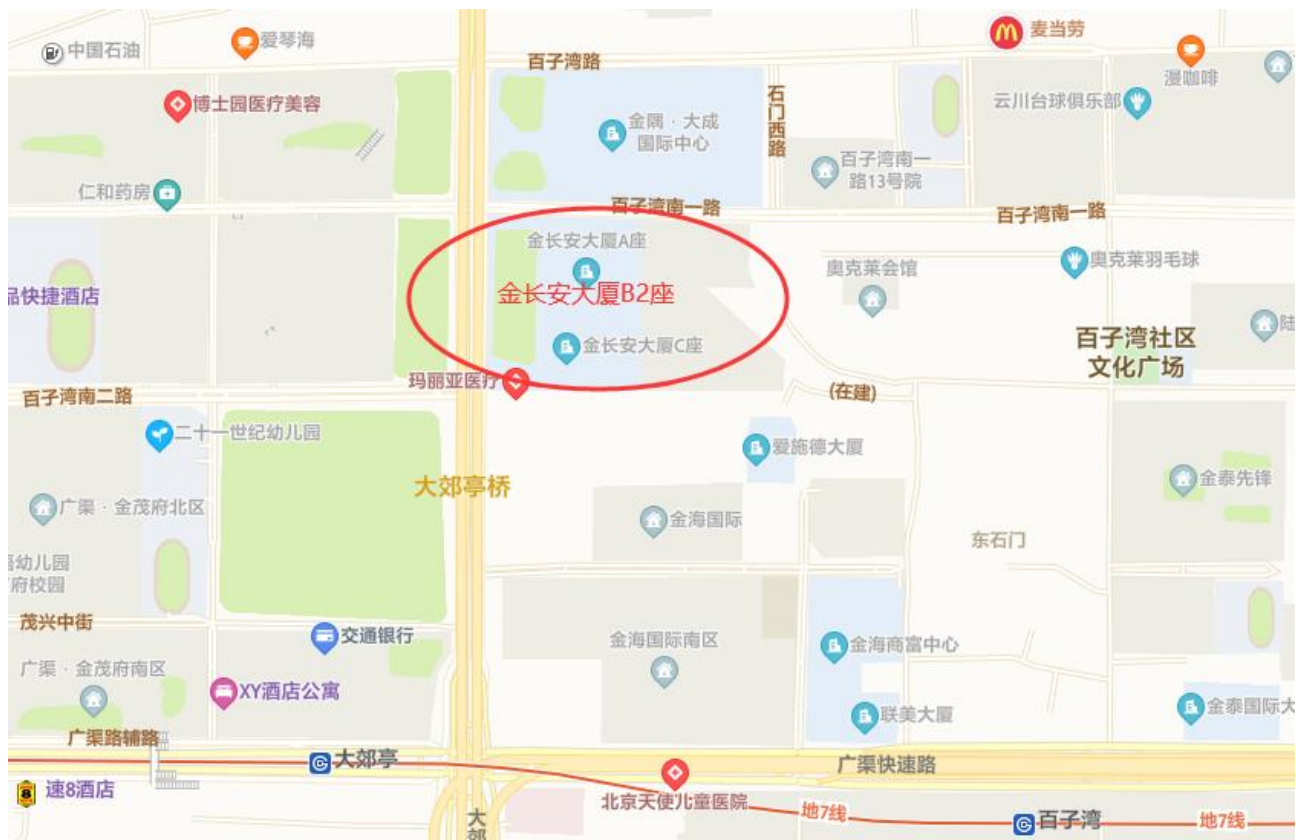 中国石油
爱琴海
麦当劳
百子湾路
漫咖啡
博士园医疗美容
石门西路
云川台球俱乐部
金隅·大成
国际中心
百子湾南一
路13号院
仁和药房
百子湾南一路
百子湾南一路
金长安大厦A座
奥克莱会馆
奥克莱羽毛球
品快捷酒店
金长安大厦B2座
陆
百子湾社区
文化广场
金长安大厦C座
玛丽亚医疗
百子湾南二路
(在建)
二十一世纪幼儿园
爱施德大厦
大郊亭桥
金泰先锋
广渠·金茂府北区
金海国际
东石门
幼儿园
府校园
茂兴中街
交通银行
金海国际南区
金海商富中心
广渠·金茂府南区
XY酒店公寓
联美大厦
金泰国际大
广渠路辅路
大郊亭
广渠快速路
8
速8酒店
北京天使儿童医院
地7线
百子湾
地7线
大郊